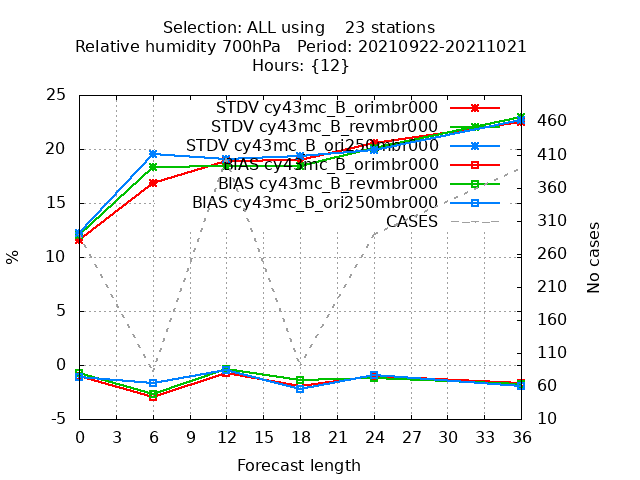 Selection: ALL using 23 stations
Relative humidity 700hPa Period: 20210922-20211021
Hours: {12}
25
20
15
10
5
0
-5
%
STDV cy43mc_B_orimbr000
STDV cy43mc_B_revmbr000
STDV cy43mc_B_ori250mbr000
BIAS cy43mc_B_orimbr000
BIAS cy43mc_B_revmbr000
BIAS cy43mc_B_ori250mbr000
CASES
460
410
360
310
260
210
160
110
60
10
No cases
0 3 6 9 12 15 18 21 24 27 30 33 36
Forecast length